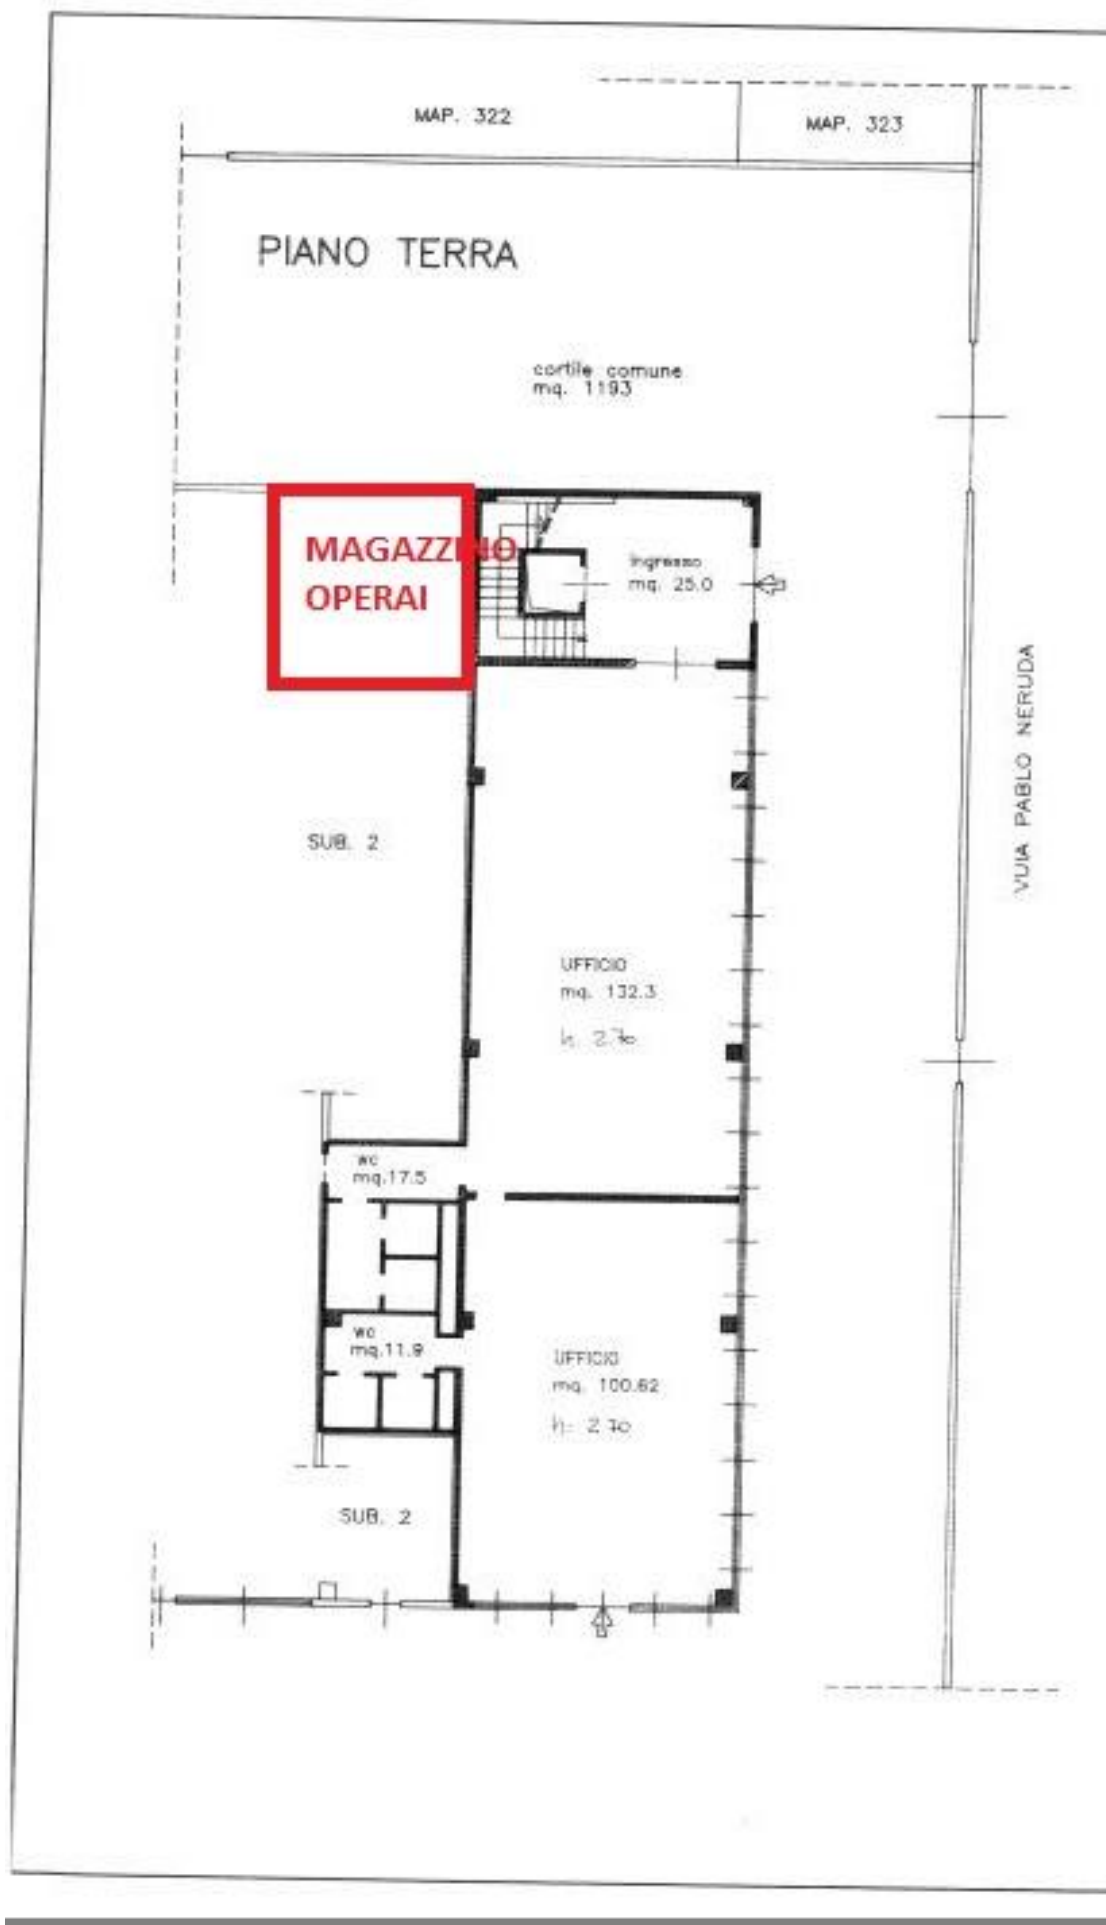 MAP. 322
MAP. 323
PIANO TERRA
cortile comune
mq. 1193
MAGAZZINO
OPERAI
ingresso
mq. 25.0
VUIA PABLO NERUDA
SUB. 2
UFFICIO
mq. 132.3
h. 2.70
wc
mq.17.5
wc
mq.11.9
UFFICIO
mq. 100.62
h= 2.70
SUB. 2